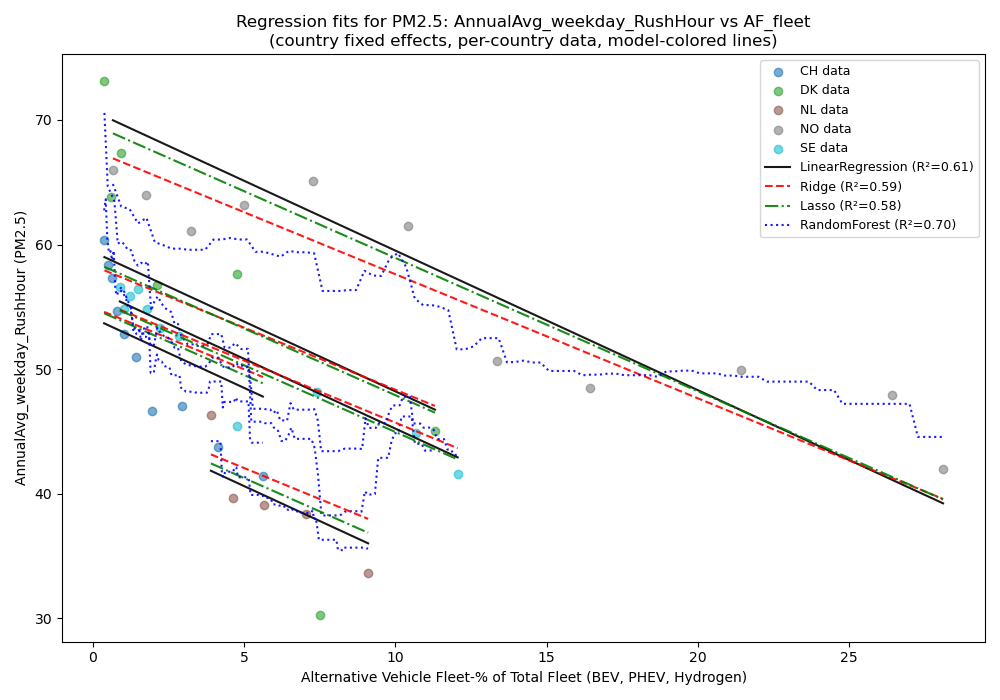 Regression fits for PM2.5: AnnualAvg_weekday_RushHour vs AF_fleet
(country fixed effects, per-country data, model-colored lines)
AnnualAvg_weekday_RushHour (PM2.5)
70
60
50
40
30
0
5
10
15
20
25
Alternative Vehicle Fleet-% of Total Fleet (BEV, PHEV, Hydrogen)
CH data
DK data
NL data
NO data
SE data
LinearRegression (R²=0.61)
Ridge (R²=0.59)
Lasso (R²=0.58)
RandomForest (R²=0.70)